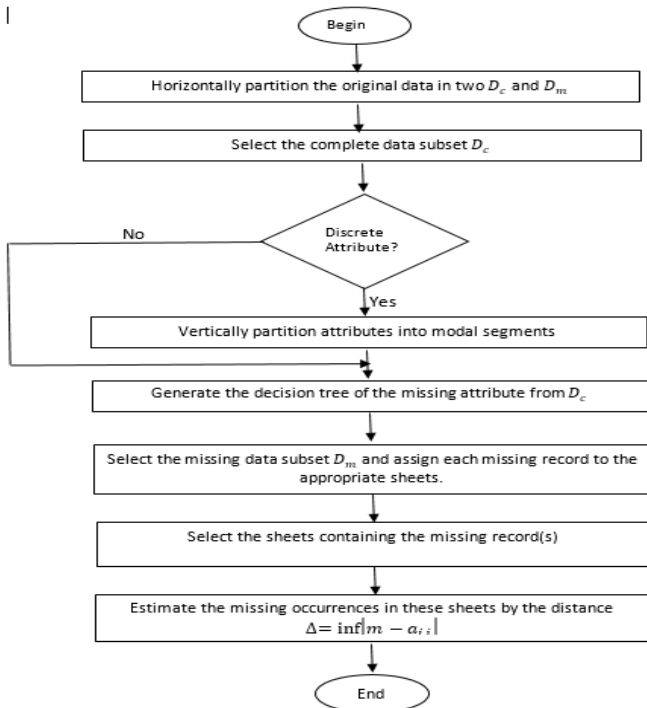 Begin
Horizontally partition the original data in two D_c and D_m
Select the complete data subset D_c
Discrete
Attribute?
No
Yes
Vertically partition attributes into modal segments
Generate the decision tree of the missing attribute from D_c
Select the missing data subset D_m and assign each missing record to the
appropriate sheets.
Select the sheets containing the missing record(s)
Estimate the missing occurrences in these sheets by the distance
Δ= inf|m − a_{ij}|
End